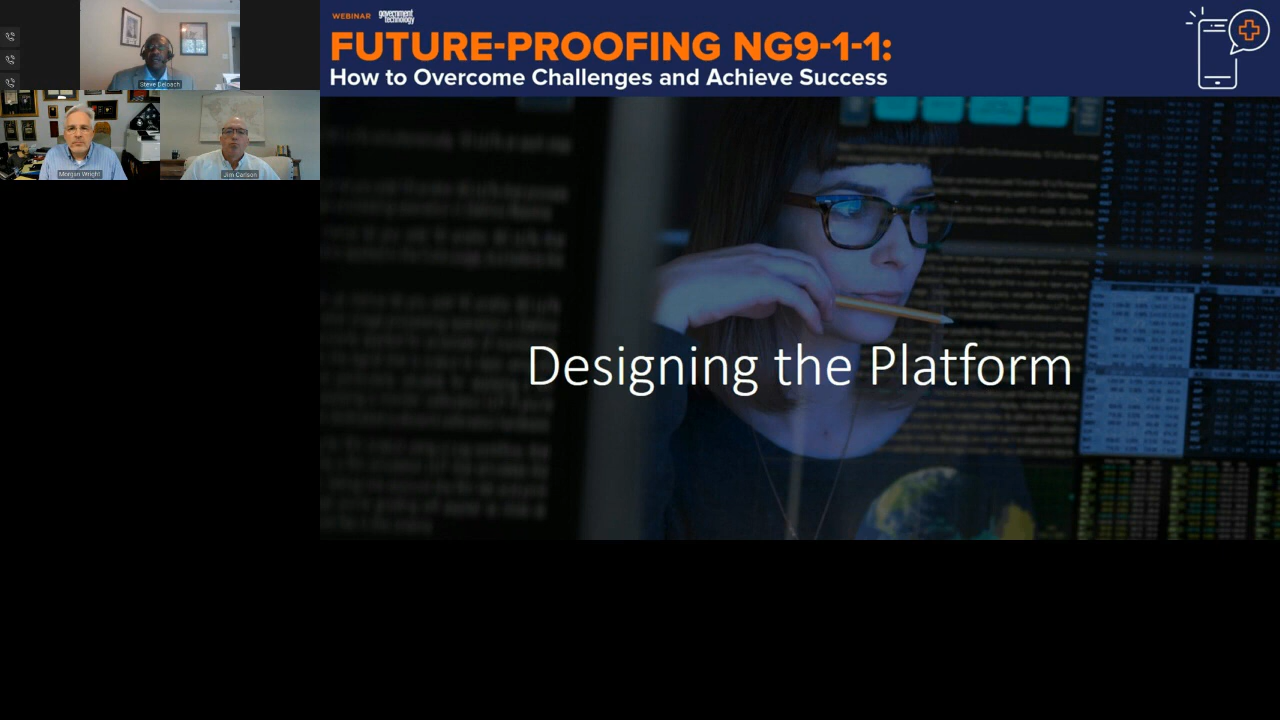 Steve Deloach
Morgan Wright
Jim Carlson
WEBINAR government technology
FUTURE-PROOFING NG9-1-1:
How to Overcome Challenges and Achieve Success
Designing the Platform